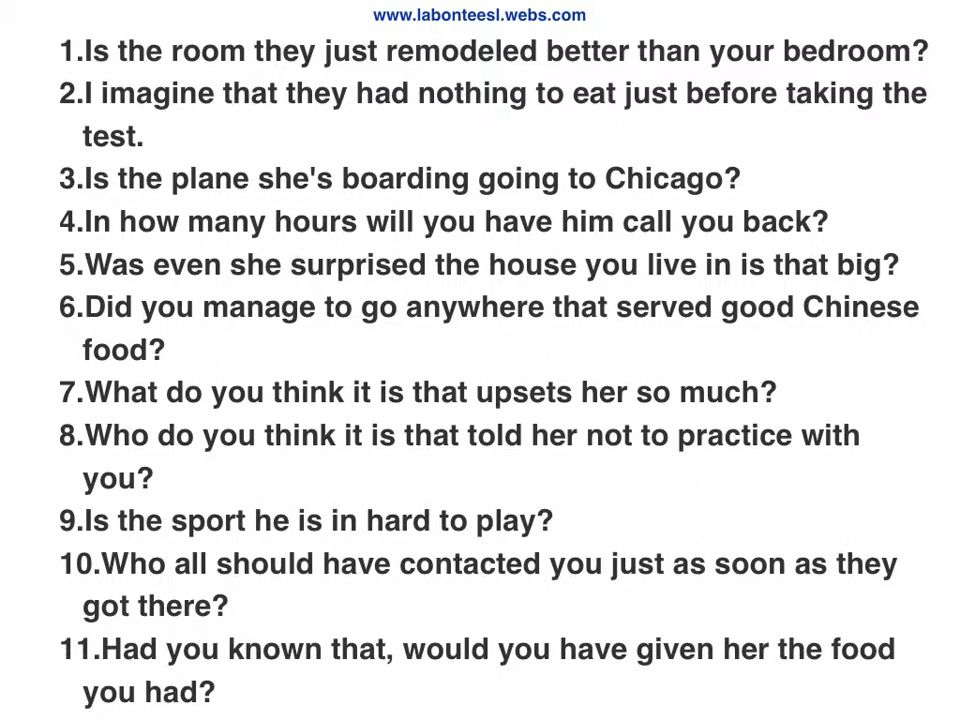 www.labonteesl.webs.com
1.Is the room they just remodeled better than your bedroom?
2.I imagine that they had nothing to eat just before taking the
test.
3.Is the plane she's boarding going to Chicago?
4.In how many hours will you have him call you back?
5.Was even she surprised the house you live in is that big?
6.Did you manage to go anywhere that served good Chinese
food?
7.What do you think it is that upsets her so much?
8.Who do you think it is that told her not to practice with
you?
9.Is the sport he is in hard to play?
10.Who all should have contacted you just as soon as they
got there?
11.Had you known that, would you have given her the food
you had?